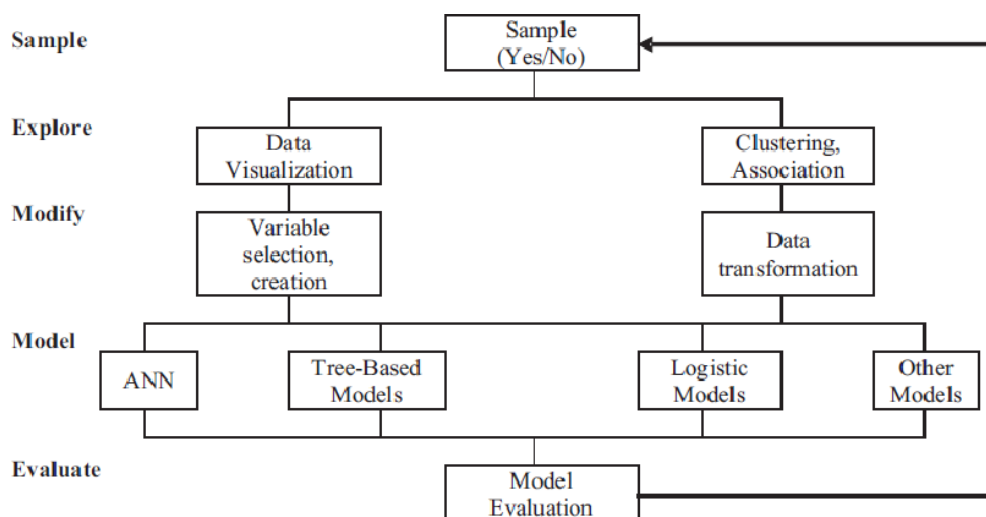 Sample
Sample
(Yes/No)
Explore
Data
Visualization
Clustering,
Association
Modify
Variable
selection,
creation
Data
transformation
Model
ANN
Tree-Based
Models
Logistic
Models
Other
Models
Evaluate
Model
Evaluation